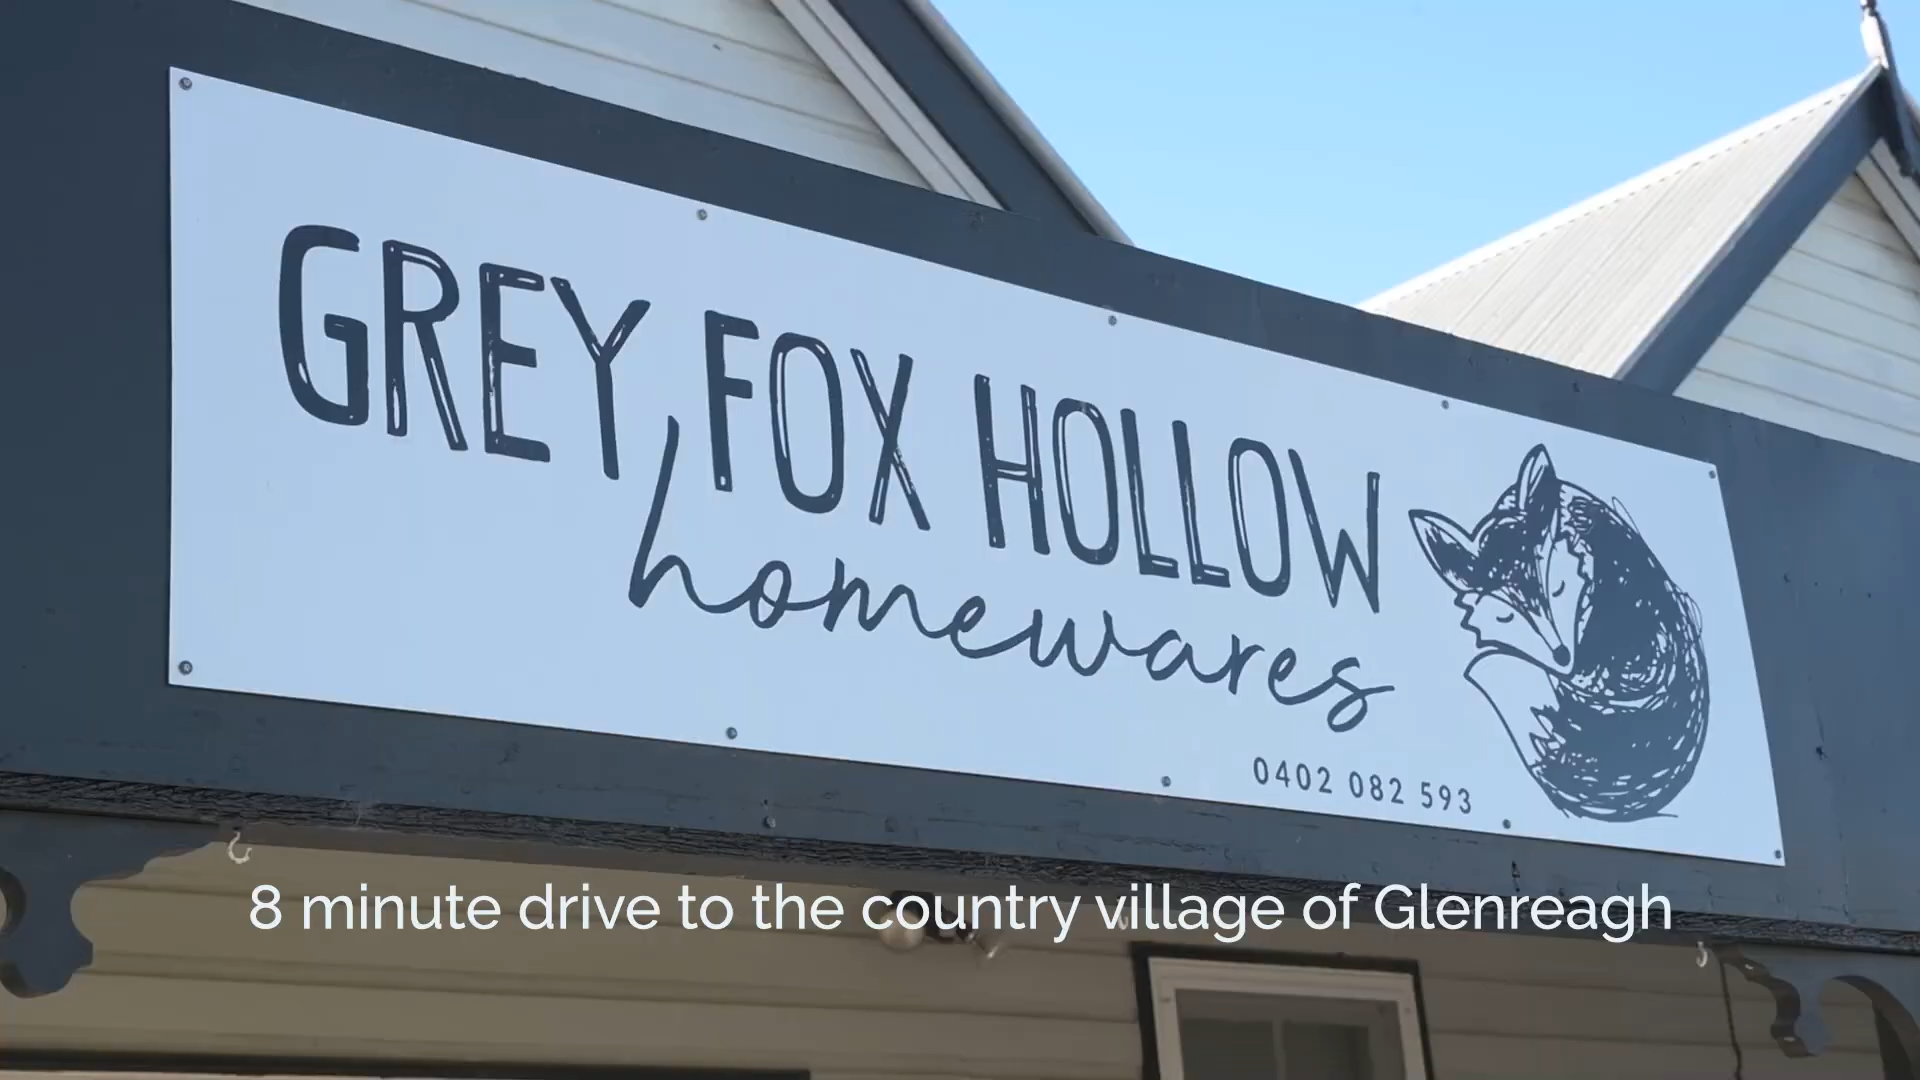 GREY FOX HOLLOW
homewares
0402 082 593
8 minute drive to the country village of Glenreagh